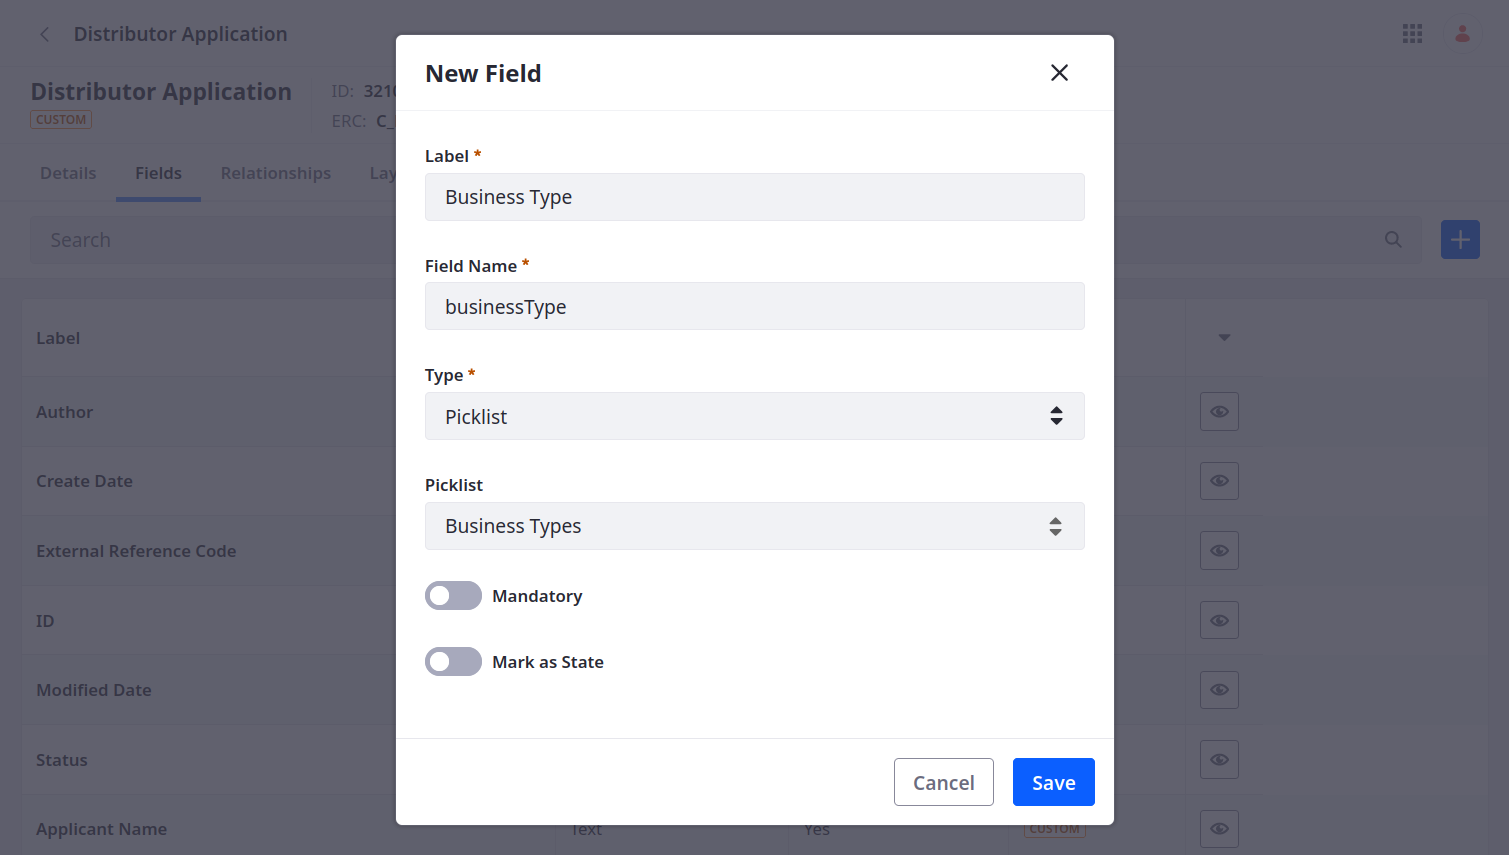 Distributor Application
Distributor Application
CUSTOM
ID: 3210
ERC: C_
Details Fields Relationships Lay
Search
Label
Author
Create Date
External Reference Code
ID
Modified Date
Status
Applicant Name Text Yes CUSTOM
New Field
Label *
Business Type
Field Name *
businessType
Type *
Picklist
Picklist
Business Types
Mandatory
Mark as State
Cancel Save